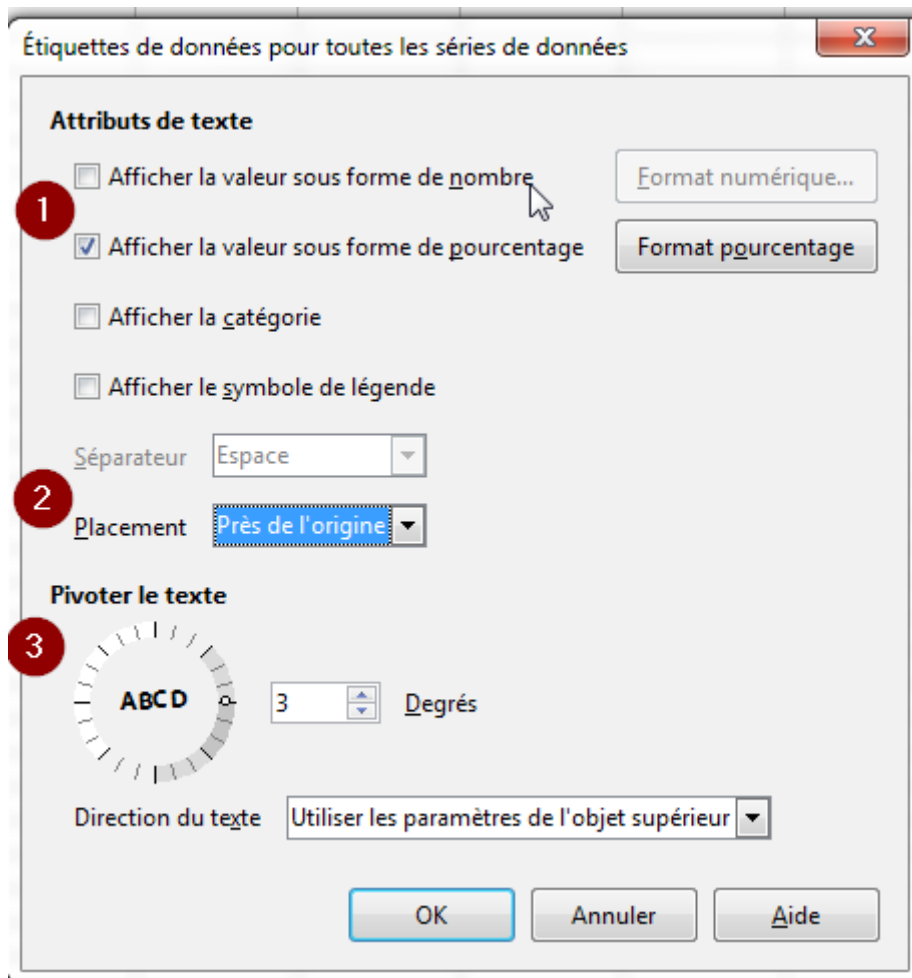 Étiquettes de données pour toutes les séries de données
Attributs de texte
Afficher la valeur sous forme de nombre Format numérique...
1
Afficher la valeur sous forme de pourcentage Format pourcentage
Afficher la catégorie
Afficher le symbole de légende
Séparateur Espace
2
Placement Près de l'origine
Pivoter le texte
3
ABCD 3 Degrés
Direction du texte Utiliser les paramètres de l'objet supérieur
OK Annuler Aide